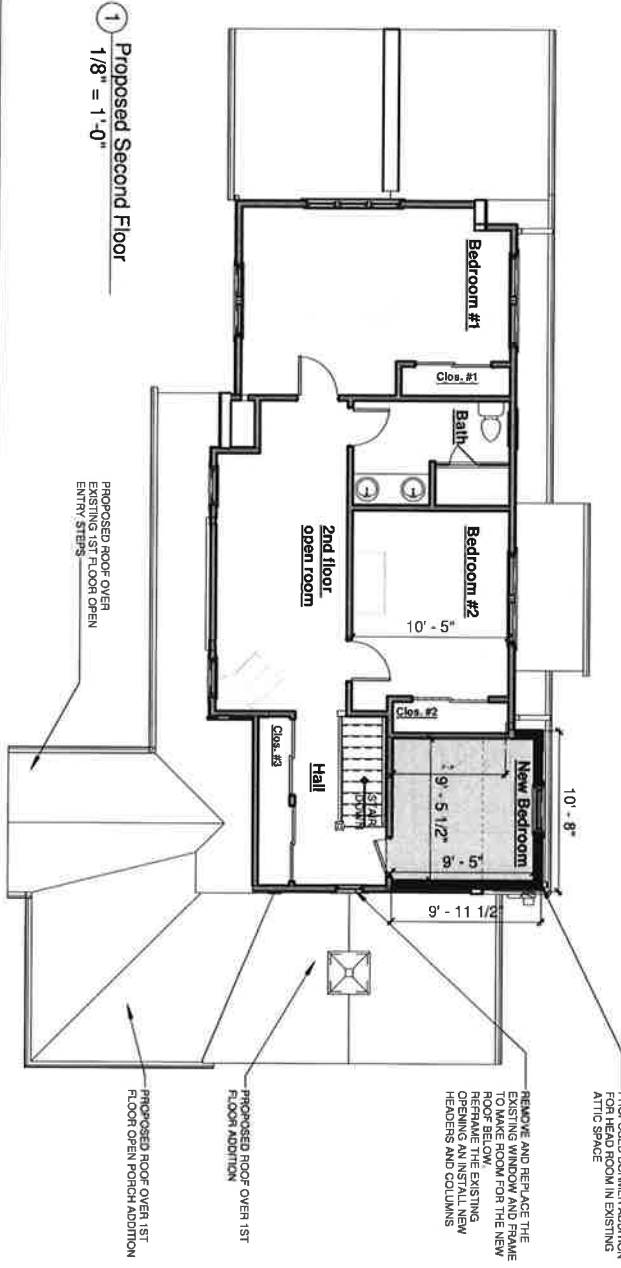 PROPOSED DORMER ADDITION
FOR HEAD ROOM IN EXISTING
ATTIC SPACE
REMOVE AND REPLACE THE
EXISTING WINDOW AND FRAME
TO MAKE ROOM FOR THE NEW
ROOF BELOW.
REFRAME THE EXISTING
OPENING AN INSTALL NEW
HEADERS AND COLUMNS
10' - 8"
New Bedroom
9' - 5 1/2"
9' - 5"
9' - 11 1/2"
Bedroom #1
Clos. #1
Bath
Bedroom #2
10' - 5"
Clos. #2
2nd floor
open room
STAIR
DOWN
Hall
Clos. #3
PROPOSED ROOF OVER 1ST
FLOOR ADDITION
PROPOSED ROOF OVER 1ST
FLOOR OPEN PORCH ADDITION
PROPOSED ROOF OVER
EXISTING 1ST FLOOR OPEN
ENTRY STEPS
1
Proposed Second Floor
1/8" = 1'-0"